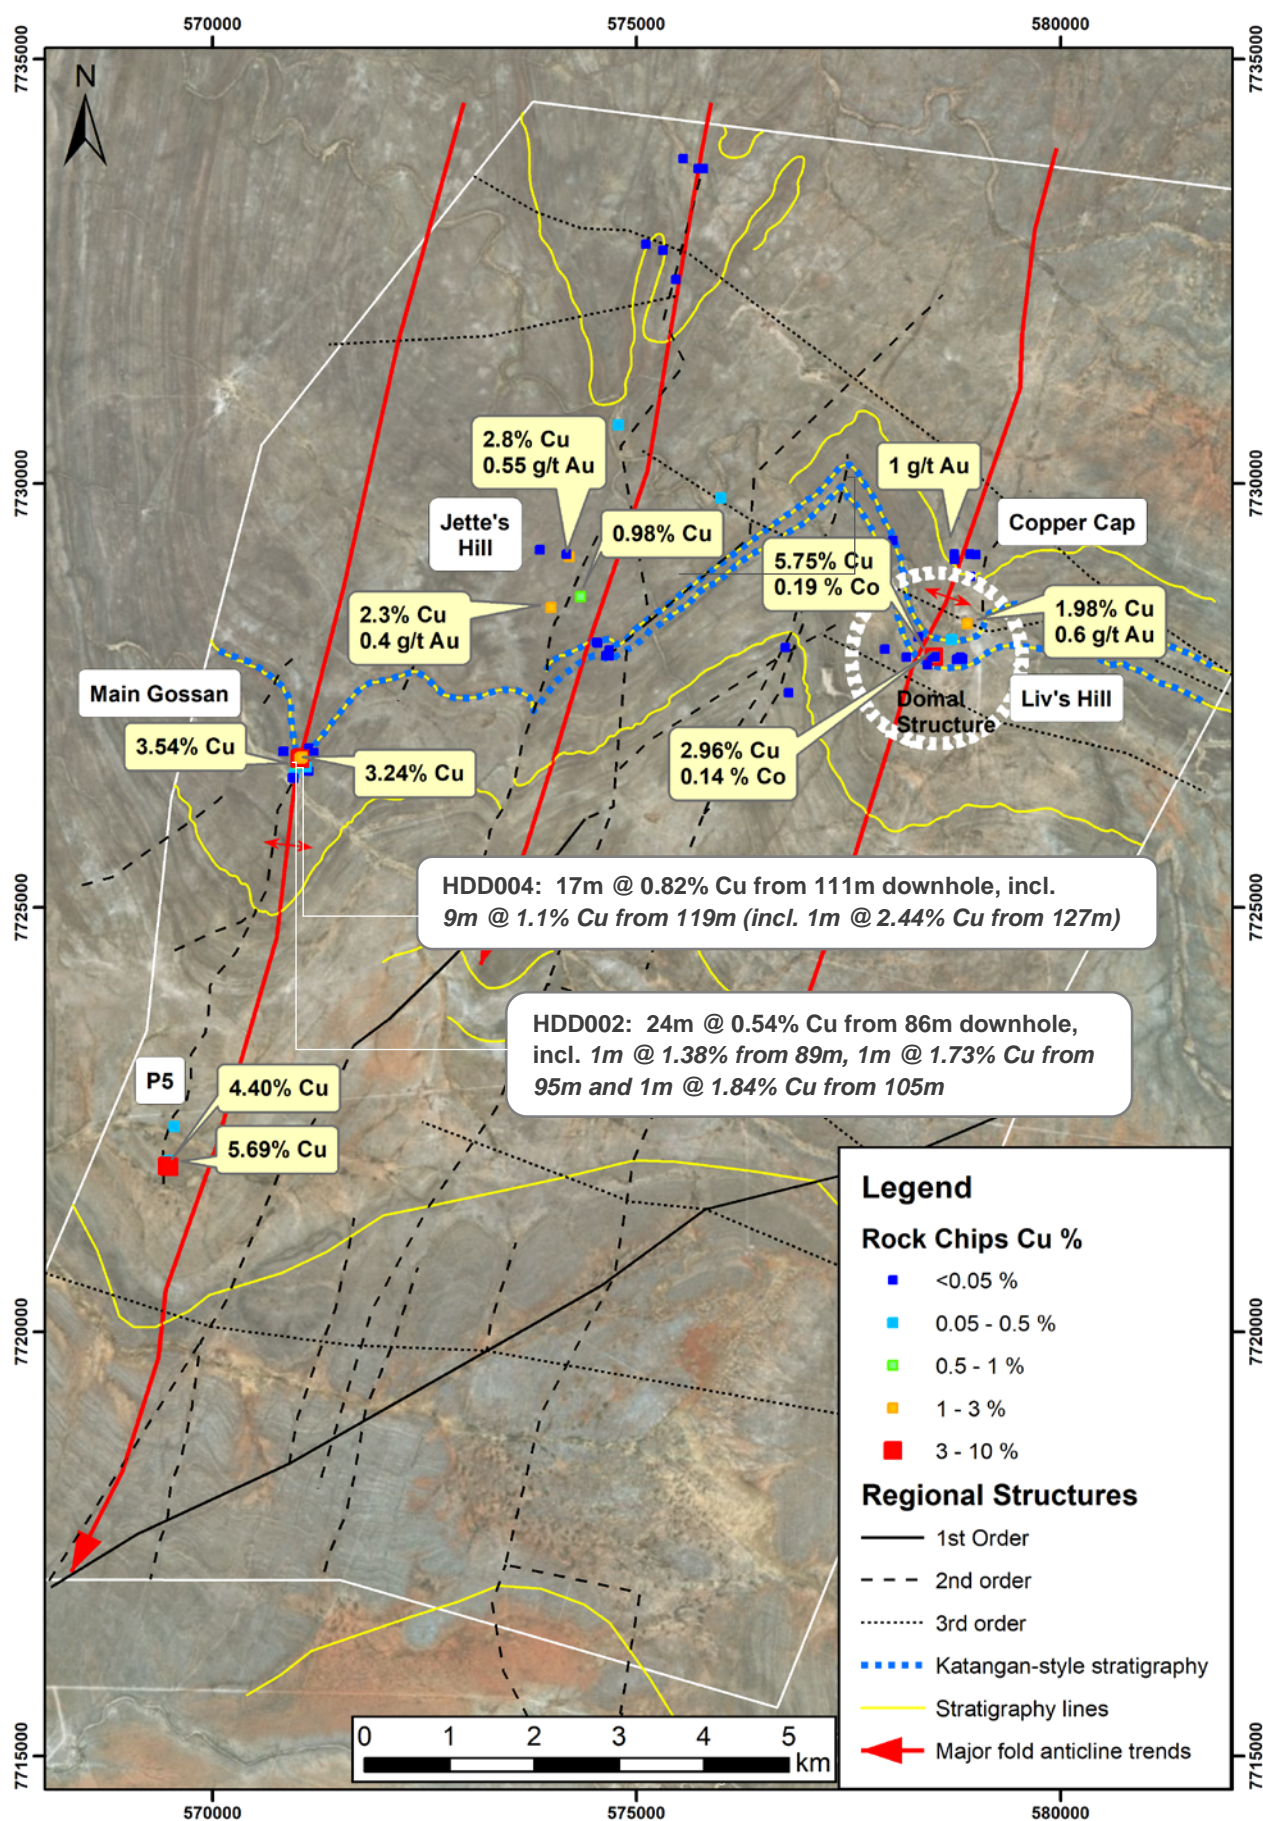 570000
575000
580000
7735000
7735000
N
2.8% Cu
0.55 g/t Au
1 g/t Au
7730000
7730000
Jette's
Hill
0.98% Cu
Copper Cap
5.75% Cu
0.19 % Co
2.3% Cu
0.4 g/t Au
1.98% Cu
0.6 g/t Au
Main Gossan
Domal
Structure
Liv's Hill
3.54% Cu
3.24% Cu
2.96% Cu
0.14 % Co
HDD004: 17m @ 0.82% Cu from 111m downhole, incl.
9m @ 1.1% Cu from 119m (incl. 1m @ 2.44% Cu from 127m)
7725000
7725000
HDD002: 24m @ 0.54% Cu from 86m downhole,
incl. 1m @ 1.38% from 89m, 1m @ 1.73% Cu from
95m and 1m @ 1.84% Cu from 105m
P5
4.40% Cu
5.69% Cu
7720000
7720000
Legend
Rock Chips Cu %
<0.05 %
0.05 - 0.5 %
0.5 - 1 %
1 - 3 %
3 - 10 %
Regional Structures
1st Order
2nd order
3rd order
Katangan-style stratigraphy
Stratigraphy lines
Major fold anticline trends
0 1 2 3 4 5
km
7715000
7715000
570000
575000
580000